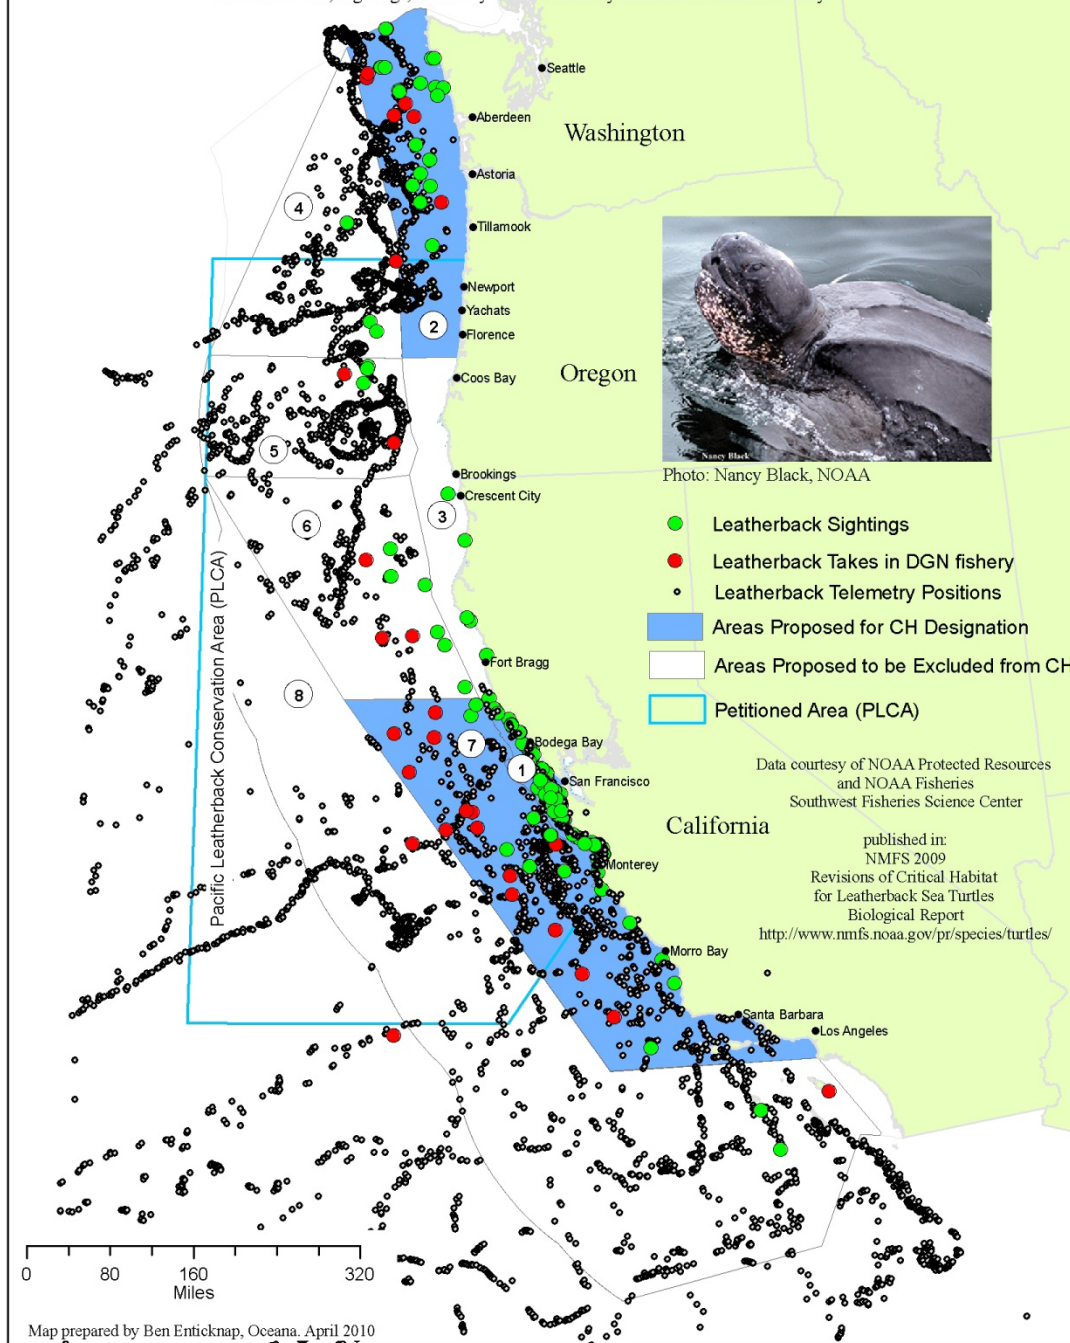 Seattle
Aberdeen
Washington
Astoria
4
Tillamook
Newport
Yachats
2
Florence
Coos Bay
Oregon
5
Brookings
Crescent City
3
6
Nancy Black
Photo: Nancy Black, NOAA
Leatherback Sightings
Leatherback Takes in DGN fishery
Leatherback Telemetry Positions
Areas Proposed for CH Designation
Areas Proposed to be Excluded from CH
Petitioned Area (PLCA)
Pacific Leatherback Conservation Area (PLCA)
Fort Bragg
8
7
Bodega Bay
1
San Francisco
California
Monterey
Morro Bay
Santa Barbara
Los Angeles
Data courtesy of NOAA Protected Resources
and NOAA Fisheries
Southwest Fisheries Science Center
published in:
NMFS 2009
Revisions of Critical Habitat
for Leatherback Sea Turtles
Biological Report
http://www.nmfs.noaa.gov/pr/species/turtles/
0 80 160 320
Miles
Map prepared by Ben Enticknap, Oceana. April 2010